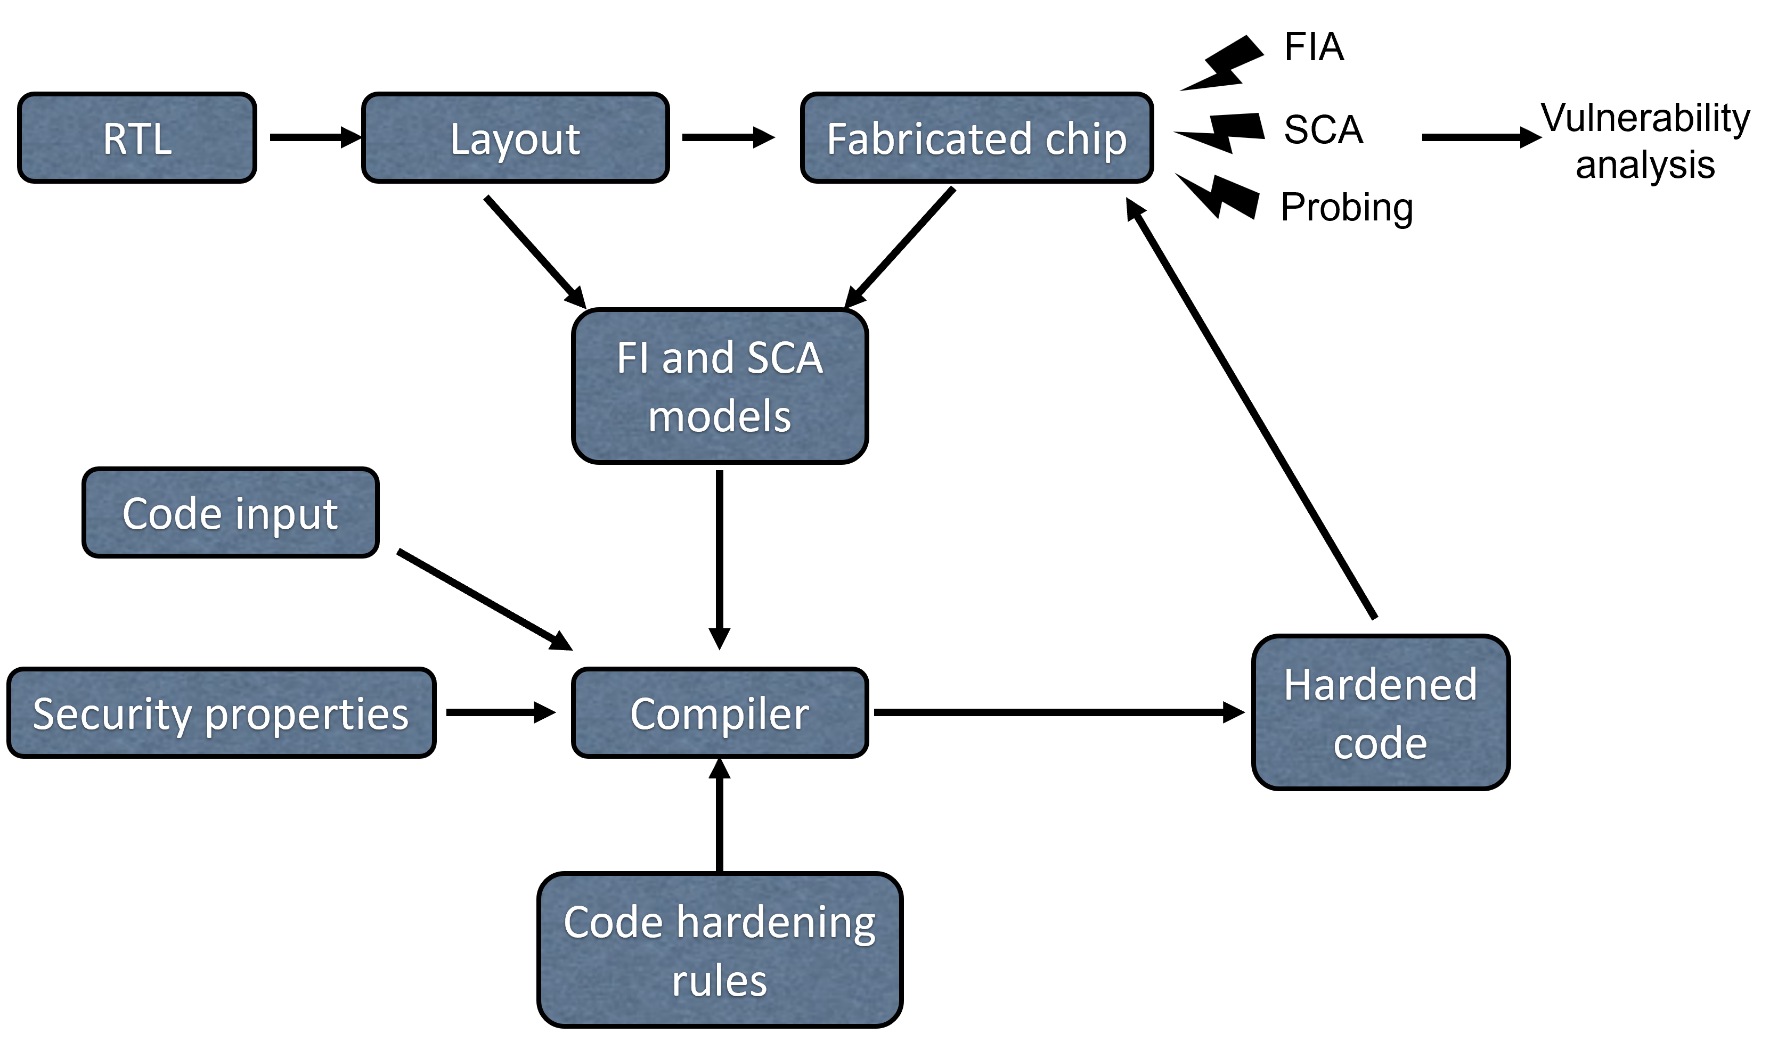 RTL
Layout
Fabricated chip
FIA
SCA
Probing
Vulnerability
analysis
FI and SCA
models
Code input
Security properties
Compiler
Hardened
code
Code hardening
rules